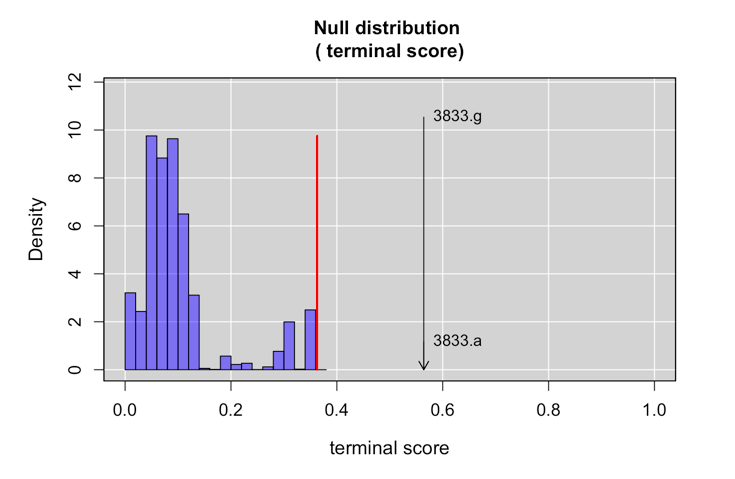 Null distribution
( terminal score)
12
10
8
6
4
2
0
Density
3833.g
3833.a
0.0 0.2 0.4 0.6 0.8 1.0
terminal score